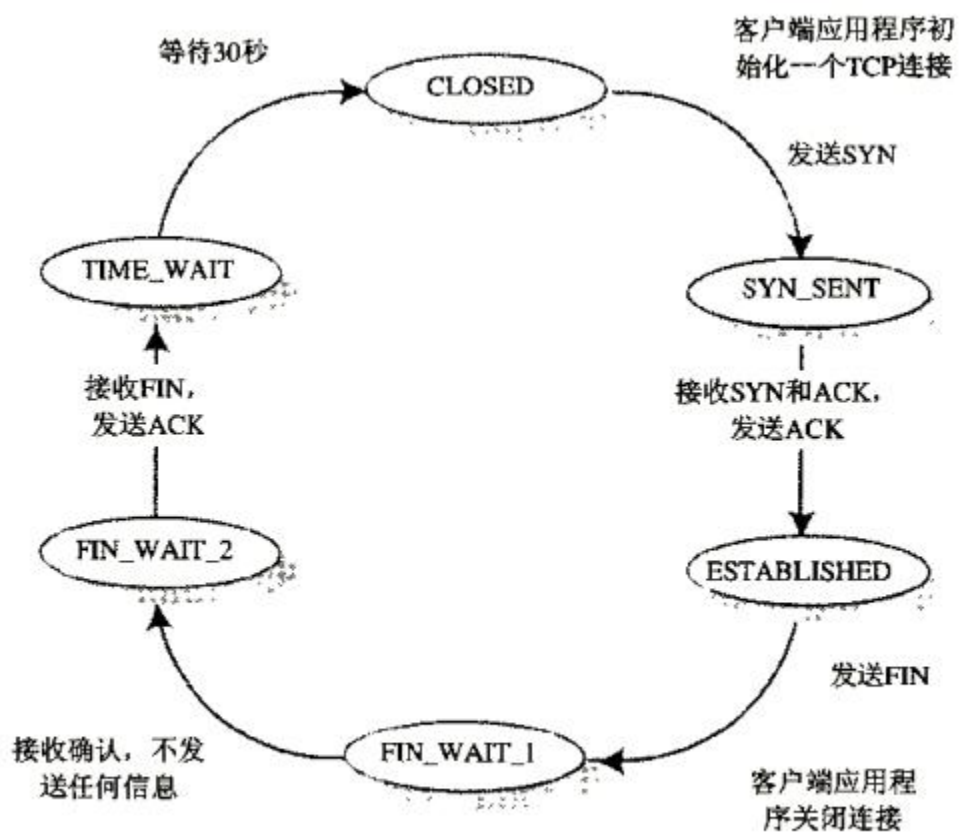 等待30秒
CLOSED
客户端应用程序初
始化一个TCP连接
发送SYN
TIME_WAIT
SYN_SENT
接收FIN，
发送ACK
接收SYN和ACK，
发送ACK
FIN_WAIT_2
ESTABLISHED
发送FIN
接收确认，不发
送任何信息
FIN_WAIT_1
客户端应用程
序关闭连接